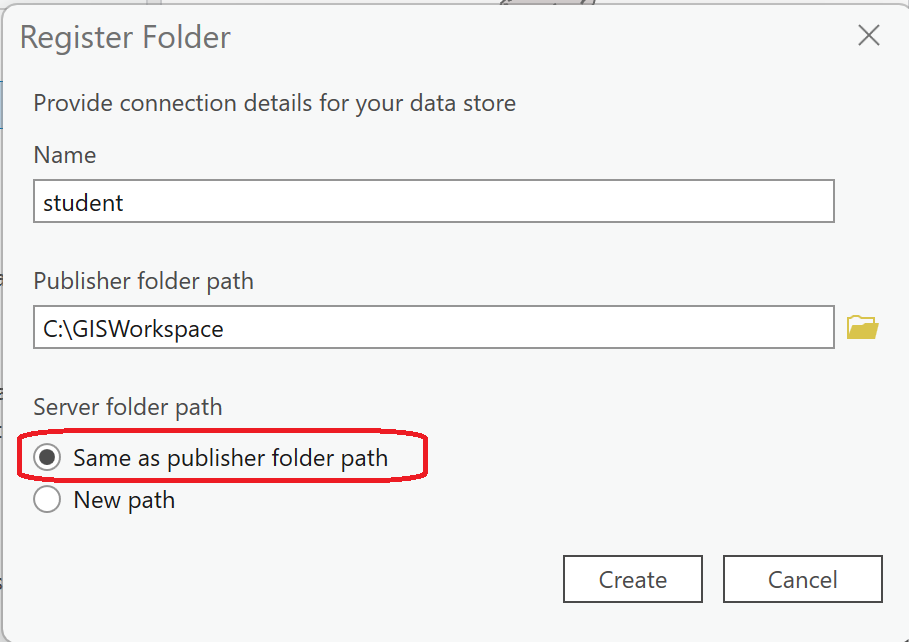 Register Folder
Provide connection details for your data store
Name
student
Publisher folder path
C:\GISWorkspace
Server folder path
Same as publisher folder path
New path
Create Cancel